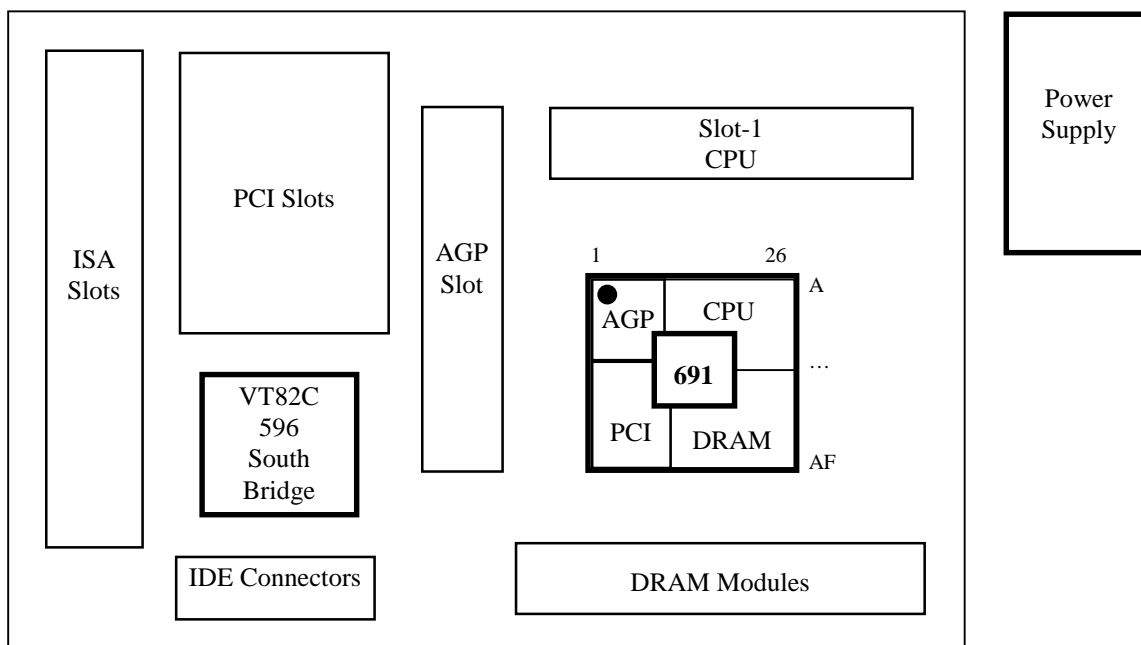 ISA
Slots
PCI Slots
VT82C
596
South
Bridge
IDE Connectors
AGP
Slot
Slot-1
CPU
1 26
A
AGP CPU
691
…
PCI DRAM
AF
DRAM Modules
Power
Supply